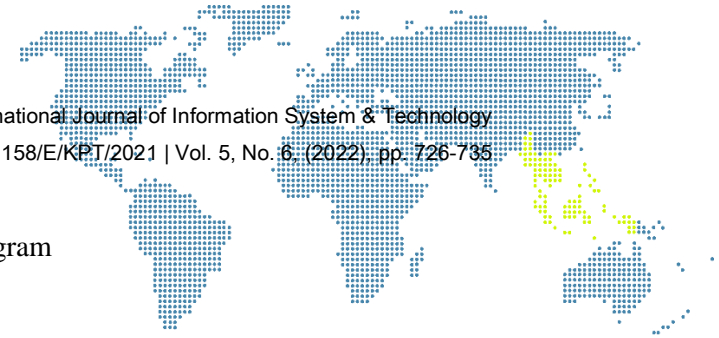 national Journal of Information System & Technology
158/E/KPT/2021 | Vol. 5, No. 6, (2022), pp. 726-735
gram